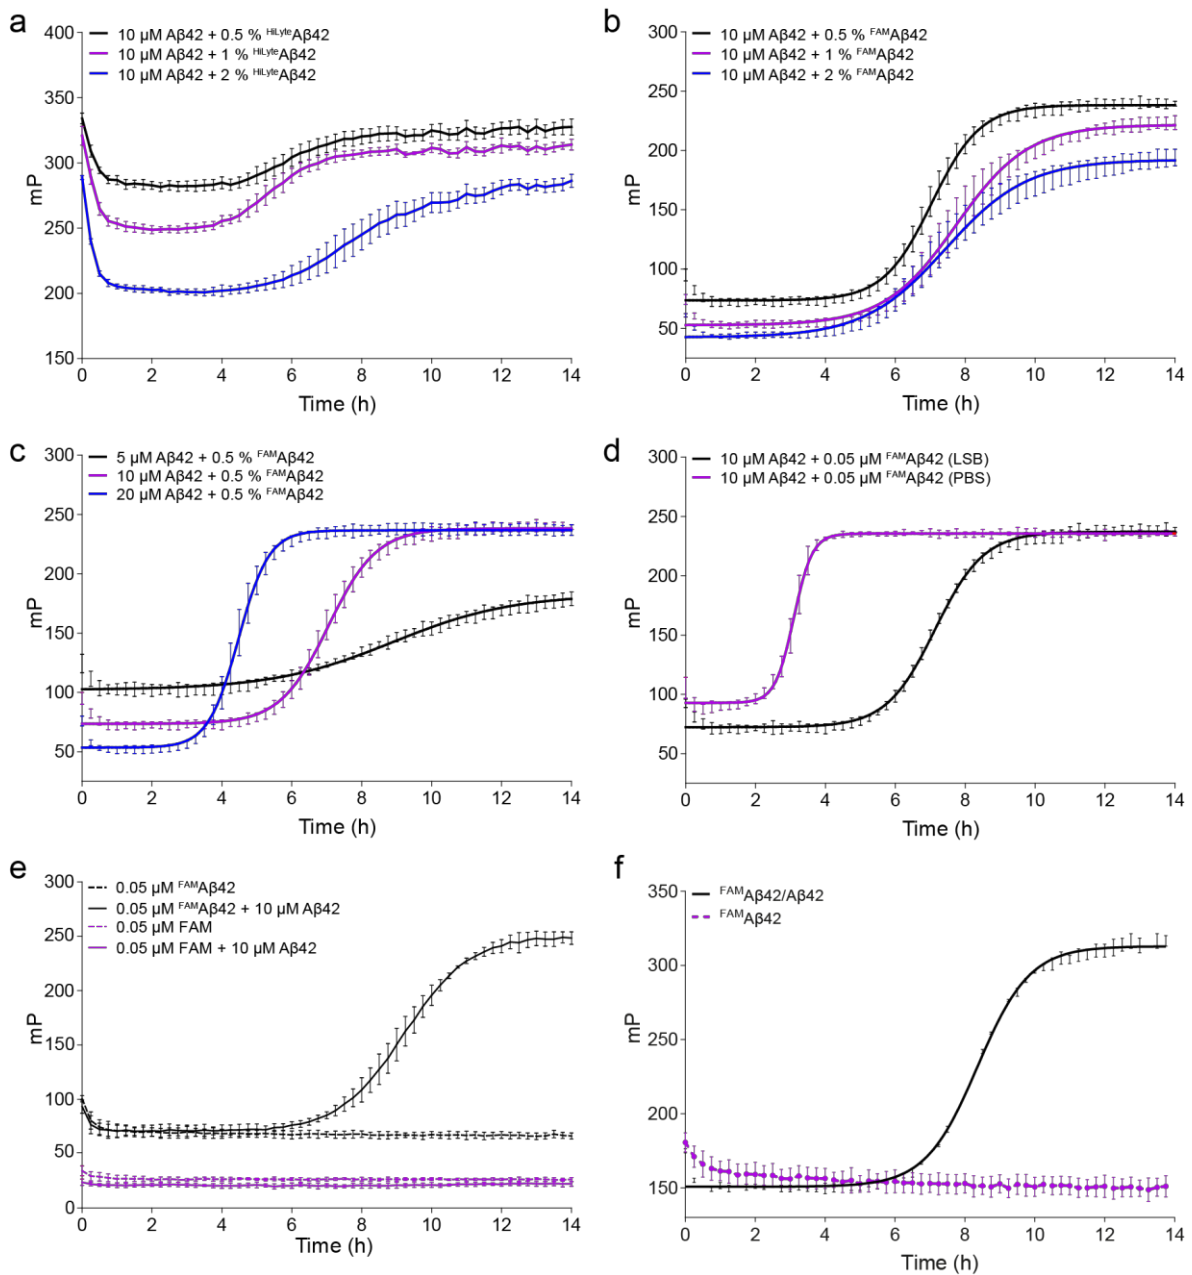 a
10 µM Aβ42 + 0.5 % ᴴⁱᴸʸᵗᵉAβ42
10 µM Aβ42 + 1 % ᴴⁱᴸʸᵗᵉAβ42
10 µM Aβ42 + 2 % ᴴⁱᴸʸᵗᵉAβ42
400
350
300
250
200
150
mP
0 2 4 6 8 10 12 14
Time (h)
b
10 µM Aβ42 + 0.5 % ᶠᴬᴹAβ42
10 µM Aβ42 + 1 % ᶠᴬᴹAβ42
10 µM Aβ42 + 2 % ᶠᴬᴹAβ42
300
250
200
150
100
50
mP
0 2 4 6 8 10 12 14
Time (h)
c
5 µM Aβ42 + 0.5 % ᶠᴬᴹAβ42
10 µM Aβ42 + 0.5 % ᶠᴬᴹAβ42
20 µM Aβ42 + 0.5 % ᶠᴬᴹAβ42
300
250
200
150
100
50
mP
0 2 4 6 8 10 12 14
Time (h)
d
10 µM Aβ42 + 0.05 µM ᶠᴬᴹAβ42 (LSB)
10 µM Aβ42 + 0.05 µM ᶠᴬᴹAβ42 (PBS)
300
250
200
150
100
50
mP
0 2 4 6 8 10 12 14
Time (h)
e
0.05 µM ᶠᴬᴹAβ42
0.05 µM ᶠᴬᴹAβ42 + 10 µM Aβ42
0.05 µM FAM
0.05 µM FAM + 10 µM Aβ42
300
250
200
150
100
50
0
mP
0 2 4 6 8 10 12 14
Time (h)
f
ᶠᴬᴹAβ42/Aβ42
ᶠᴬᴹAβ42
350
300
250
200
150
mP
0 2 4 6 8 10 12 14
Time (h)